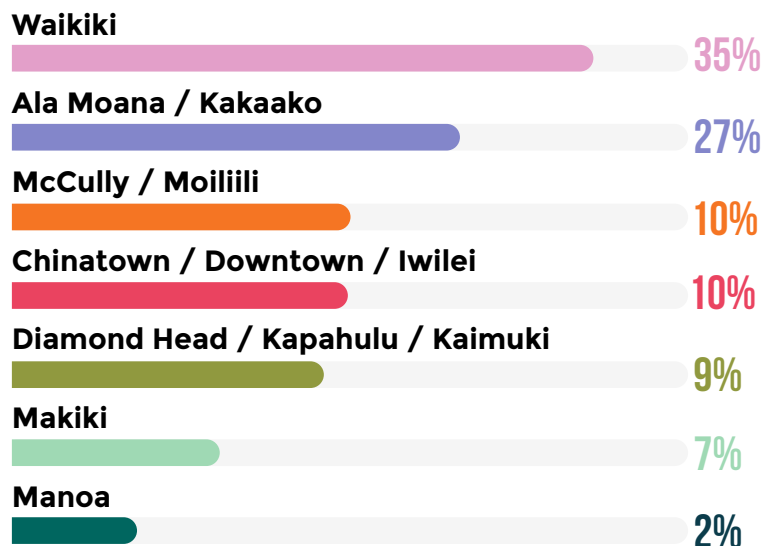 Waikiki
35%
Ala Moana / Kakaako
27%
McCully / Moiliili
10%
Chinatown / Downtown / Iwilei
10%
Diamond Head / Kapahulu / Kaimuki
9%
Makiki
7%
Manoa
2%